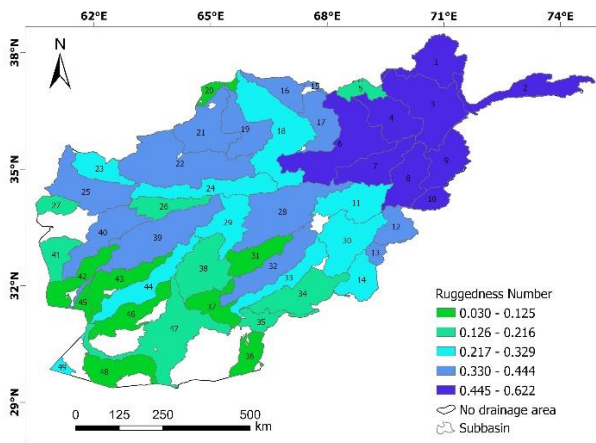 62°E 65°E 68°E 71°E 74°E
38°N
N
1
20 16 15 5 2
3
21 19 17 4
18
6
35°N
23 22 7 9
25 24 8
27 26 11 10
29 28 12
40 39 30 13
41 31
38 32
42 43 33
32°N
44 34 14
45 46 37
35
47
44 48 36
29°N
0 125 250 500
km
Ruggedness Number
0.030 - 0.125
0.126 - 0.216
0.217 - 0.329
0.330 - 0.444
0.445 - 0.622
No drainage area
Subbasin